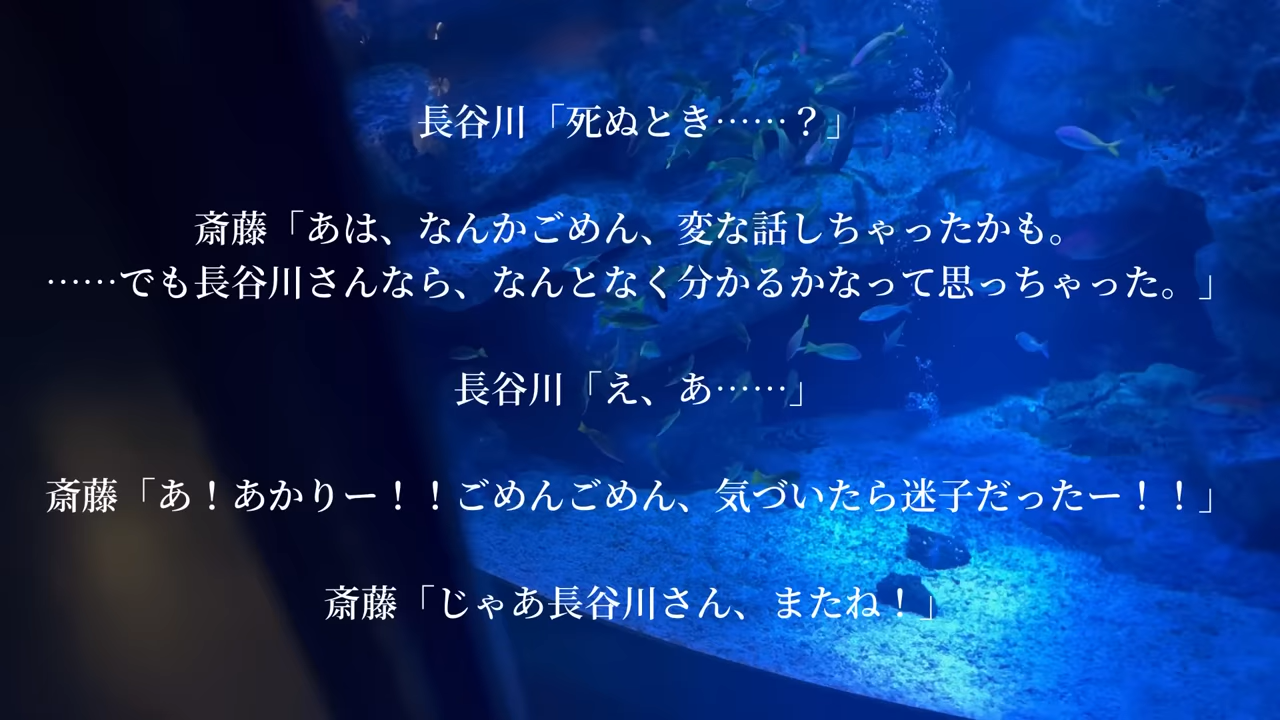 長谷川「死ぬとき……？」
斎藤「あは、なんかごめん、変な話しちゃったかも。
……でも長谷川さんなら、なんとなく分かるかなって思っちゃった。」
長谷川「え、あ……」
斎藤「あ！あかりー！！ごめんごめん、気づいたら迷子だったー！！」
斎藤「じゃあ長谷川さん、またね！」